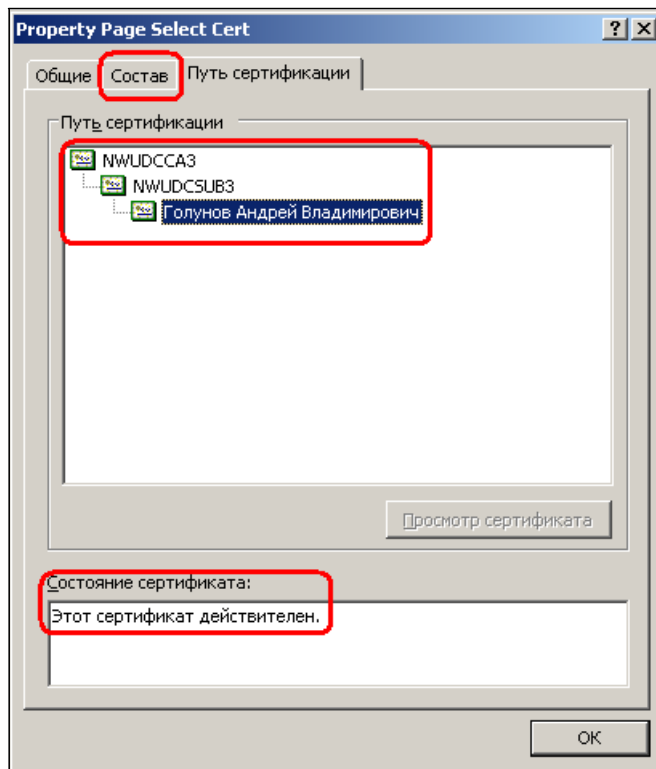 Property Page Select Cert
Общие Состав Путь сертификации
Путь сертификации
NWUDCCA3
NWUDCSUB3
Голунов Андрей Владимирович
Просмотр сертификата
Состояние сертификата:
Этот сертификат действителен.
ОК